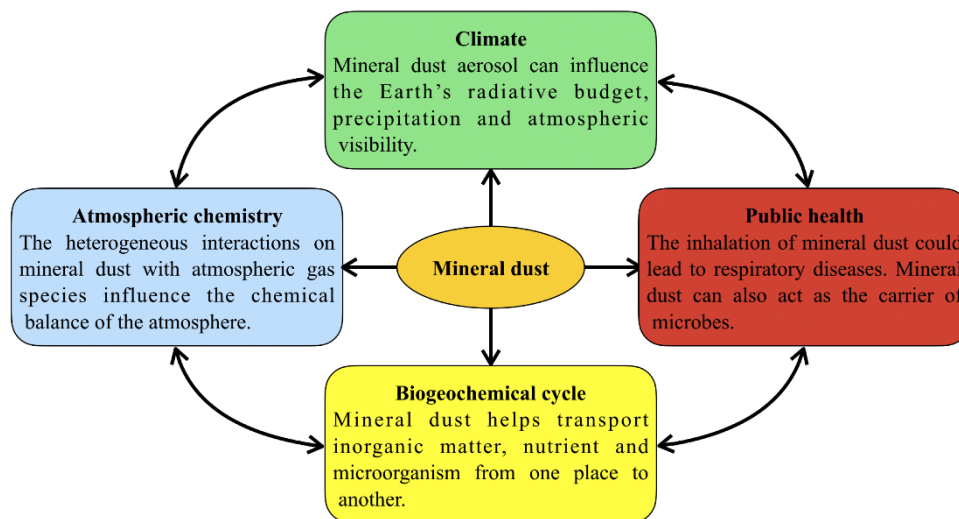 Climate
Mineral dust aerosol can influence
the Earth's radiative budget,
precipitation and atmospheric
visibility.
Atmospheric chemistry
The heterogeneous interactions on
mineral dust with atmospheric gas
species influence the chemical
balance of the atmosphere.
Mineral dust
Public health
The inhalation of mineral dust could
lead to respiratory diseases. Mineral
dust can also act as the carrier of
microbes.
Biogeochemical cycle
Mineral dust helps transport
inorganic matter, nutrient and
microorganism from one place to
another.